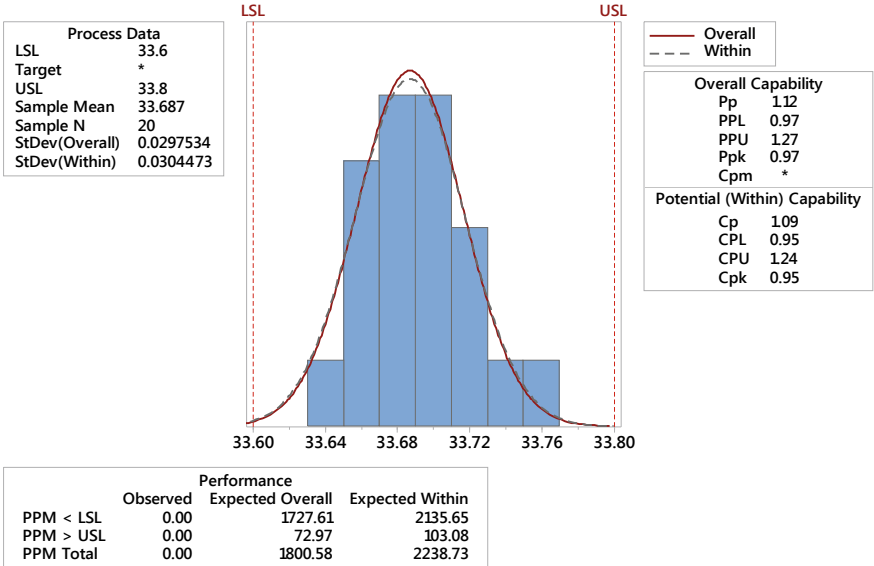 LSL USL
Process Data
LSL 33.6
Target *
USL 33.8
Sample Mean 33.687
Sample N 20
StDev(Overall) 0.0297534
StDev(Within) 0.0304473
Overall
Within
Overall Capability
Pp 1.12
PPL 0.97
PPU 1.27
Ppk 0.97
Cpm *
Potential (Within) Capability
Cp 1.09
CPL 0.95
CPU 1.24
Cpk 0.95
33.60 33.64 33.68 33.72 33.76 33.80
Performance
Observed Expected Overall Expected Within
PPM < LSL 0.00 1727.61 2135.65
PPM > USL 0.00 72.97 103.08
PPM Total 0.00 1800.58 2238.73